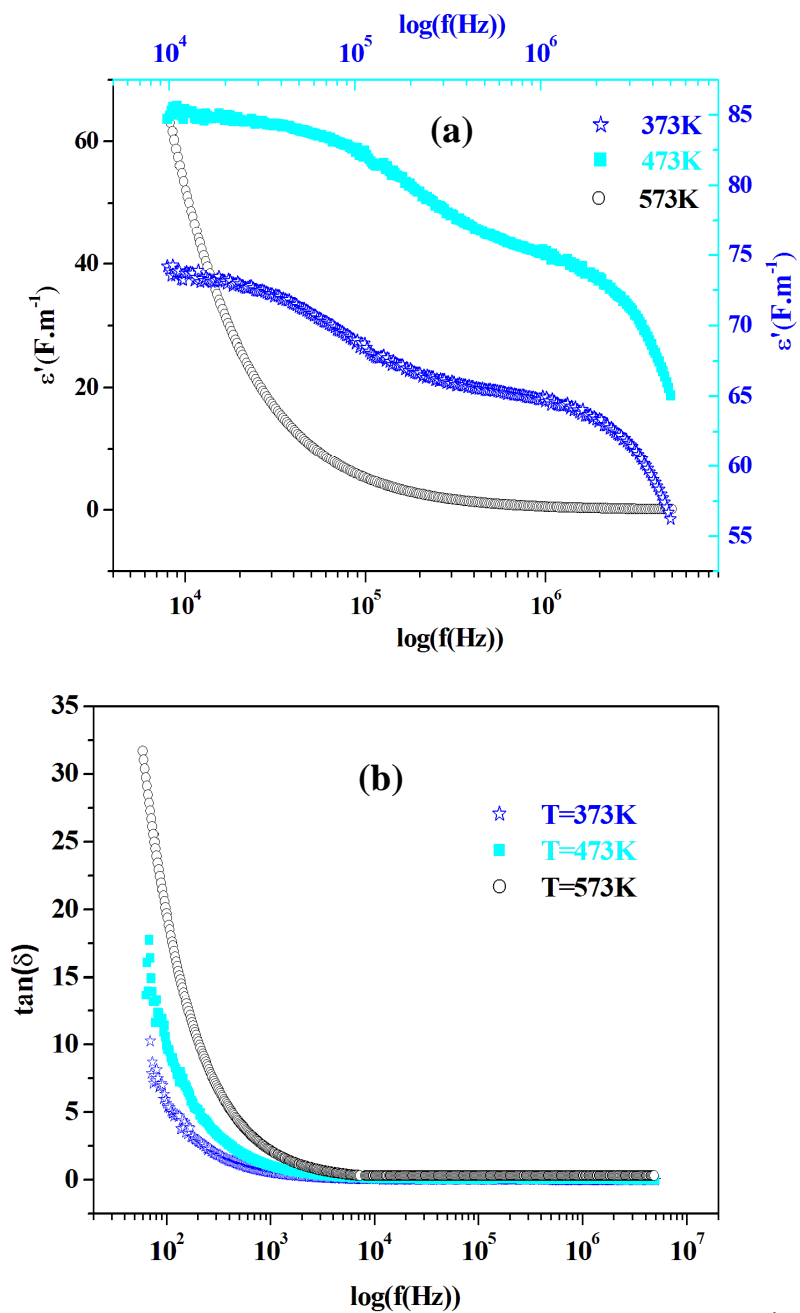 log(f(Hz))
10⁴ 10⁵ 10⁶
(a)
373K
473K
573K
60
40
20
0
ε'(F.m⁻¹)
85
80
75
70
65
60
55
ε'(F.m⁻¹)
10⁴ 10⁵ 10⁶
log(f(Hz))
(b)
T=373K
T=473K
T=573K
35
30
25
20
15
10
5
0
tan(δ)
10² 10³ 10⁴ 10⁵ 10⁶ 10⁷
log(f(Hz))